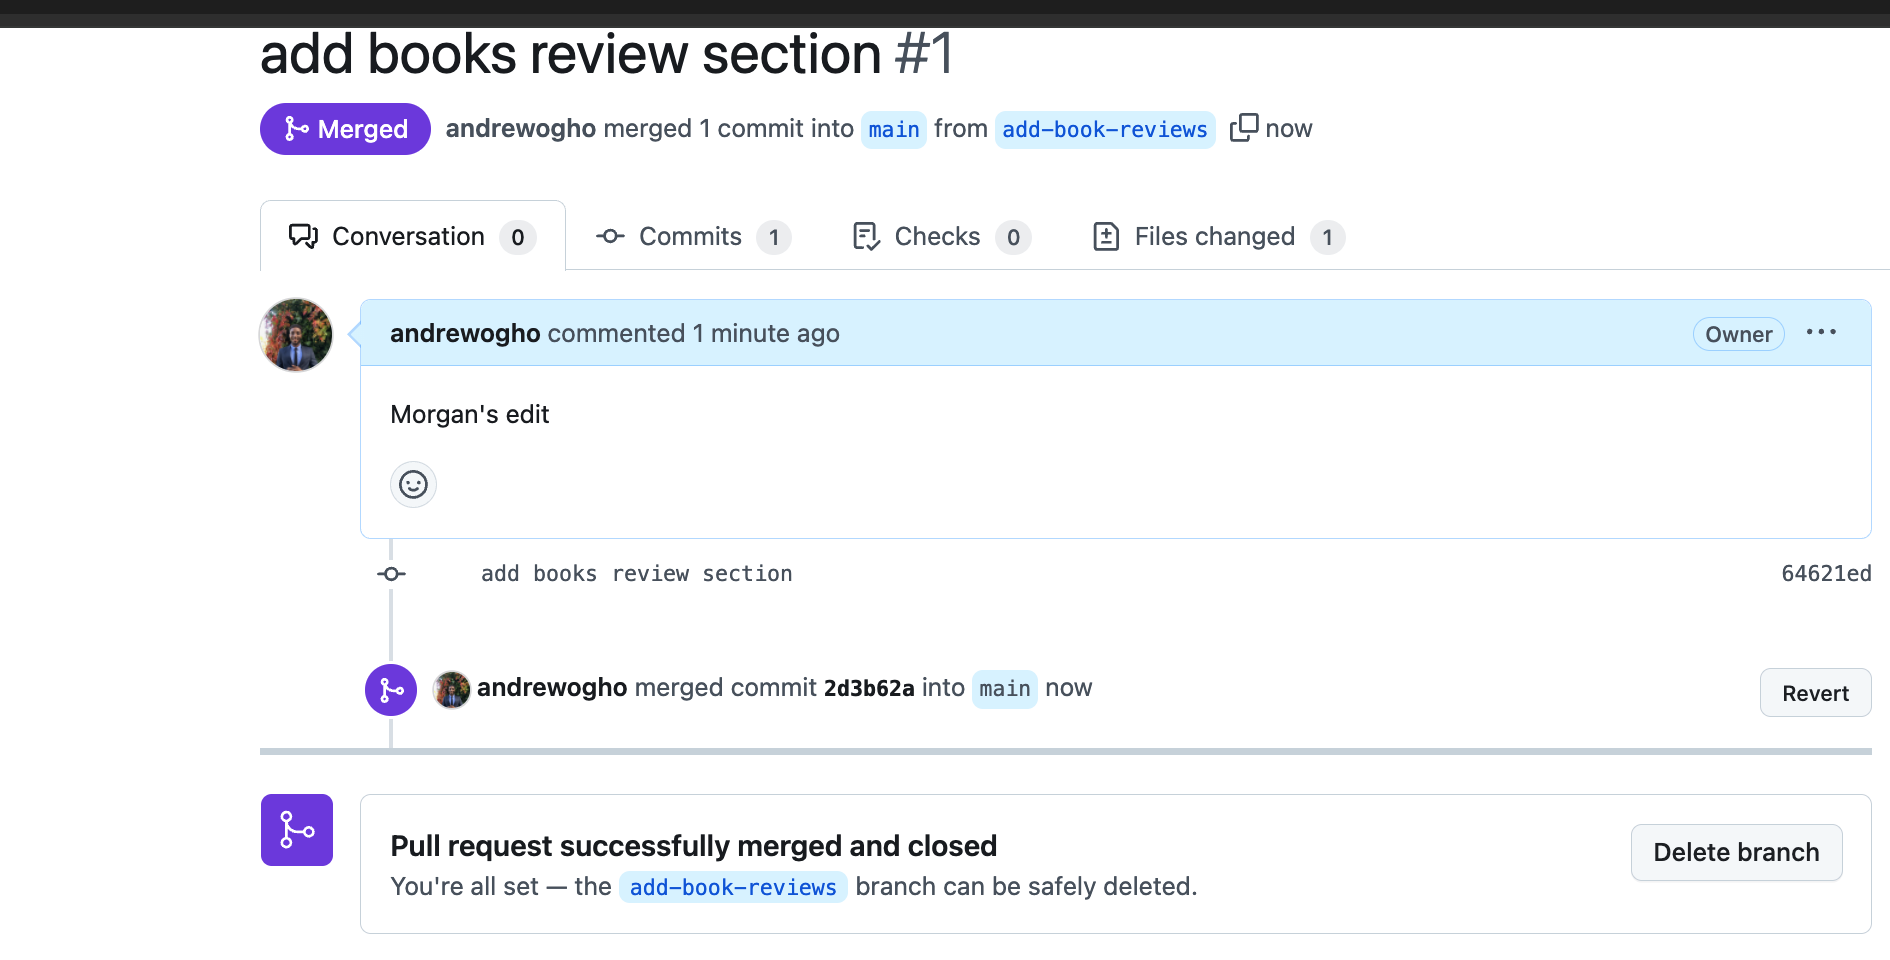 add books review section #1
Merged andrewogho merged 1 commit into main from add-book-reviews now
Conversation 0 Commits 1 Checks 0 Files changed 1
andrewogho commented 1 minute ago Owner
Morgan's edit
add books review section 64621ed
andrewogho merged commit 2d3b62a into main now Revert
Pull request successfully merged and closed
You're all set — the add-book-reviews branch can be safely deleted.
Delete branch